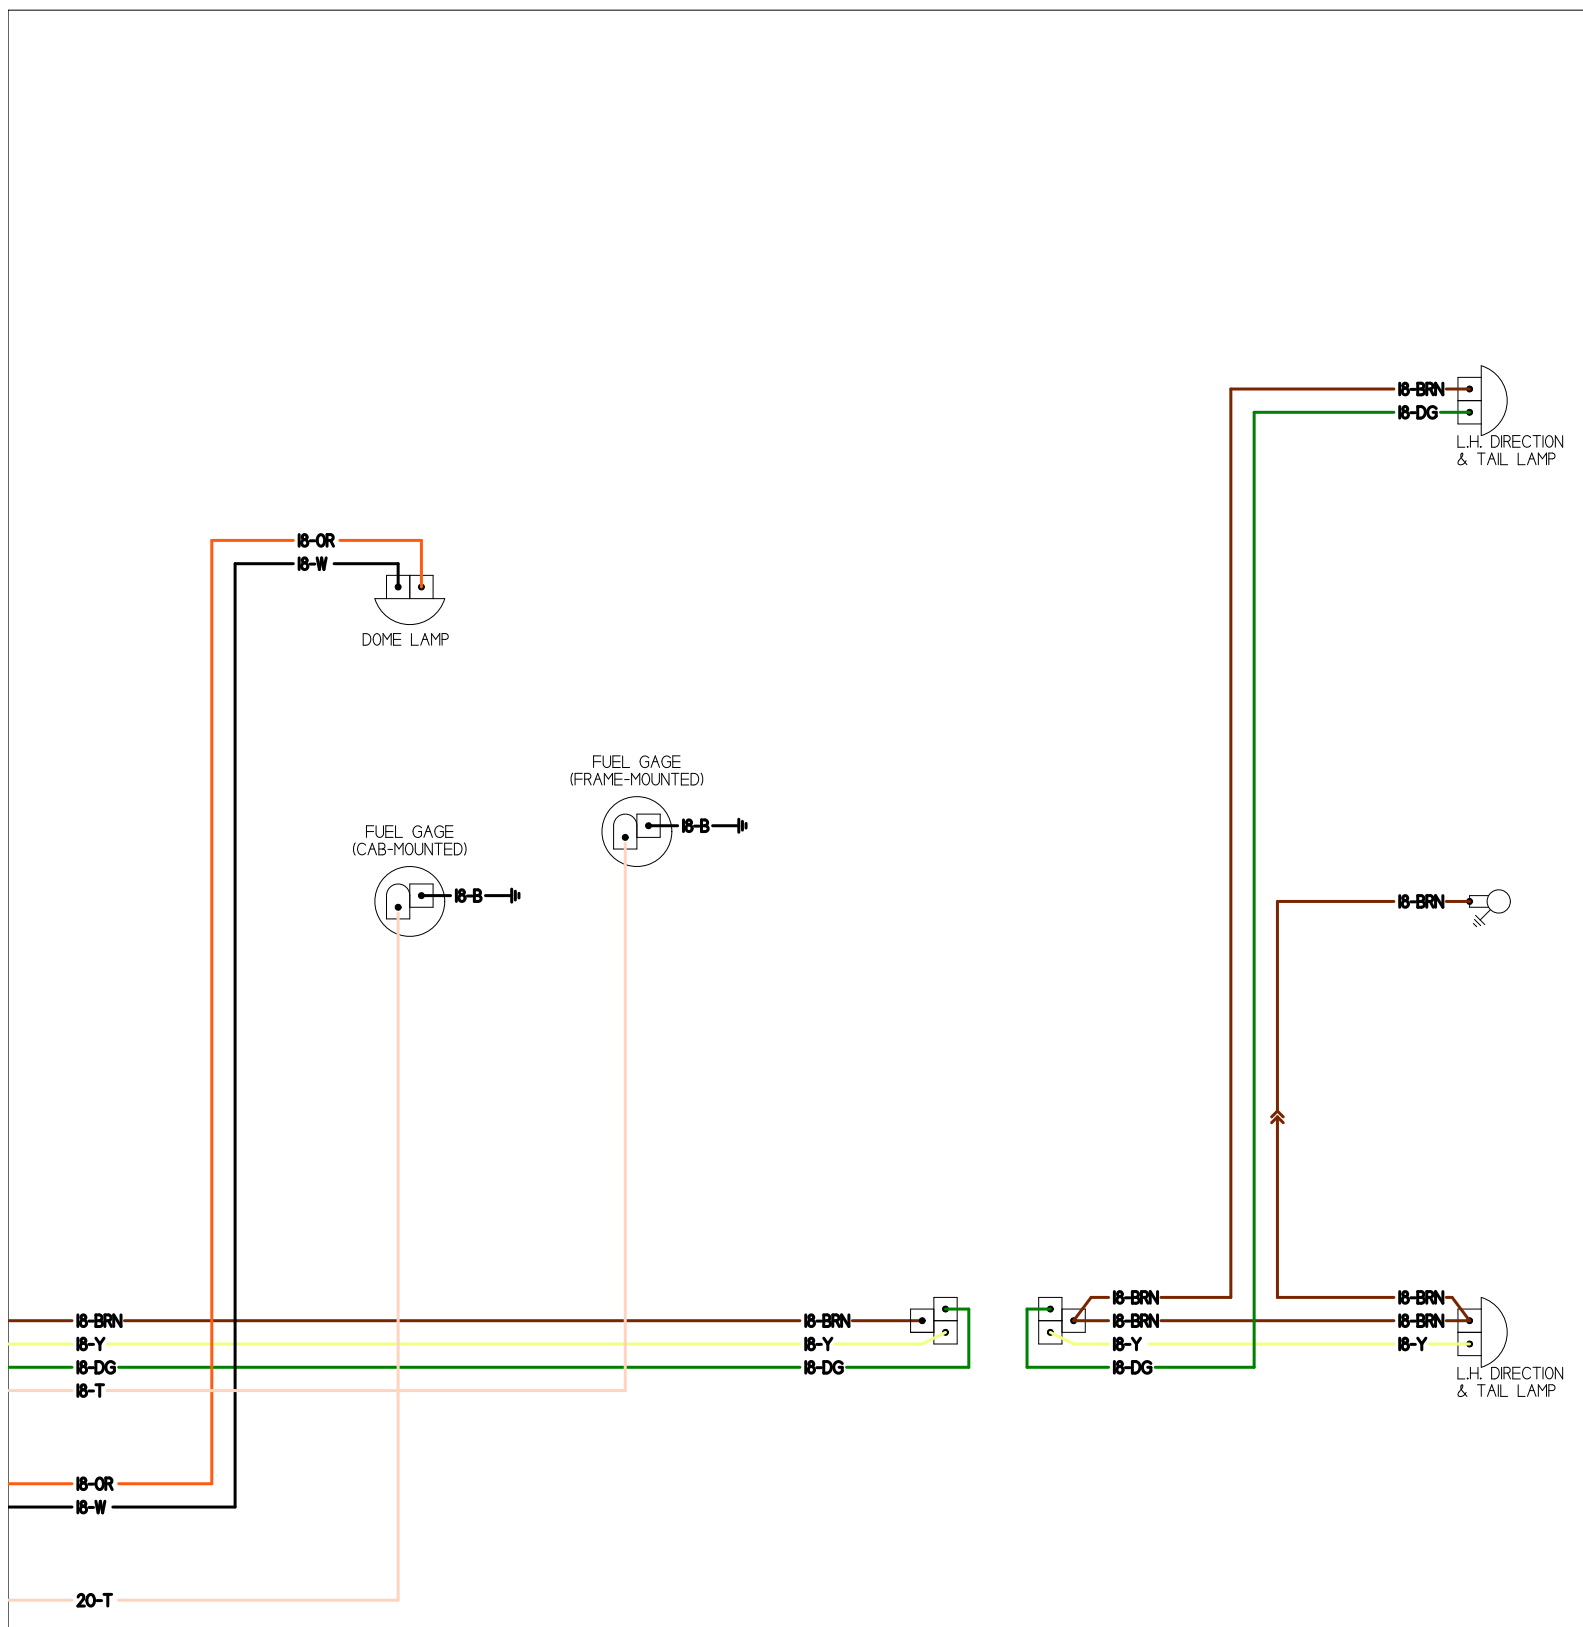 18-BRN
18-DG
L.H. DIRECTION
& TAIL LAMP
18-OR
18-W
DOME LAMP
FUEL GAGE
(FRAME-MOUNTED)
18-B
FUEL GAGE
(CAB-MOUNTED)
18-B
18-BRN
18-BRN 18-BRN
18-BRN 18-BRN 18-BRN 18-BRN
18-Y 18-Y 18-Y 18-Y
18-DG 18-DG 18-DG
L.H. DIRECTION
& TAIL LAMP
18-T
18-OR
18-W
20-T